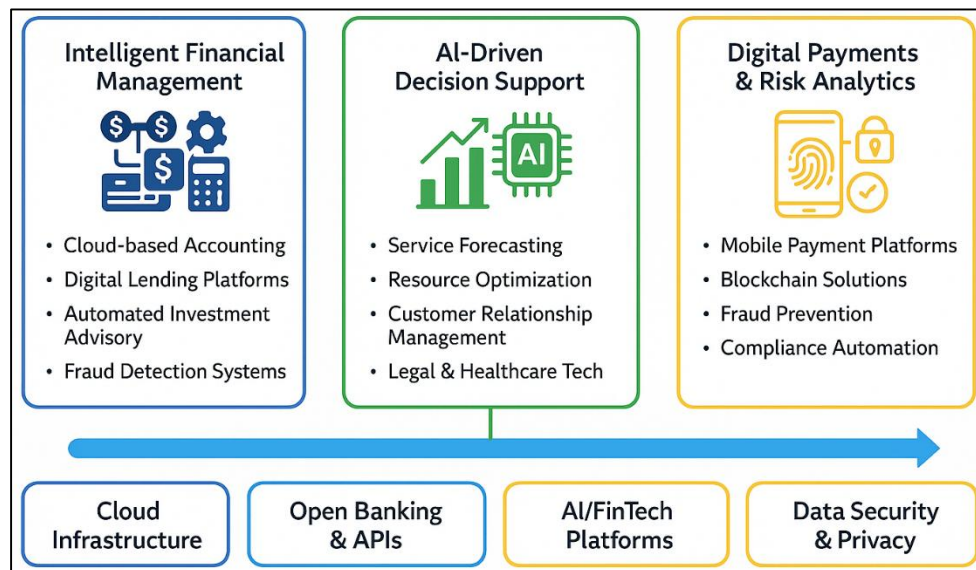 Intelligent Financial
Management
$ $
$
• Cloud-based Accounting
• Digital Lending Platforms
• Automated Investment
Advisory
• Fraud Detection Systems
AI-Driven
Decision Support
AI
• Service Forecasting
• Resource Optimization
• Customer Relationship
Management
• Legal & Healthcare Tech
Digital Payments
& Risk Analytics
• Mobile Payment Platforms
• Blockchain Solutions
• Fraud Prevention
• Compliance Automation
Cloud
Infrastructure
Open Banking
& APIs
AI/FinTech
Platforms
Data Security
& Privacy